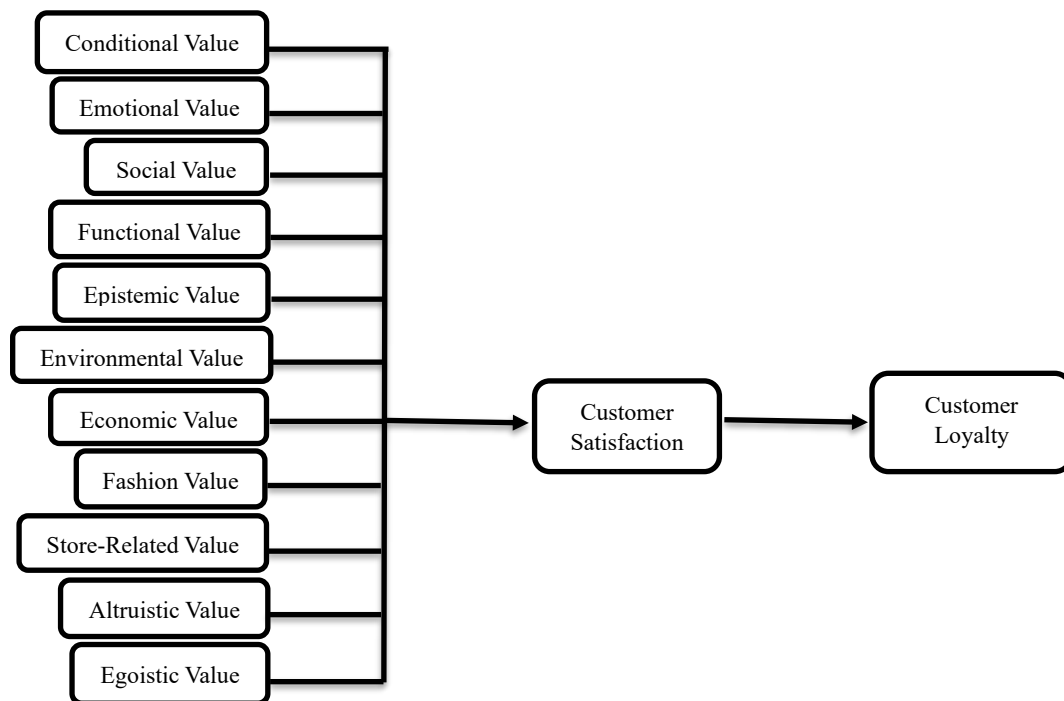 Conditional Value
Emotional Value
Social Value
Functional Value
Epistemic Value
Environmental Value
Economic Value
Fashion Value
Store-Related Value
Altruistic Value
Egoistic Value
Customer
Satisfaction
Customer
Loyalty